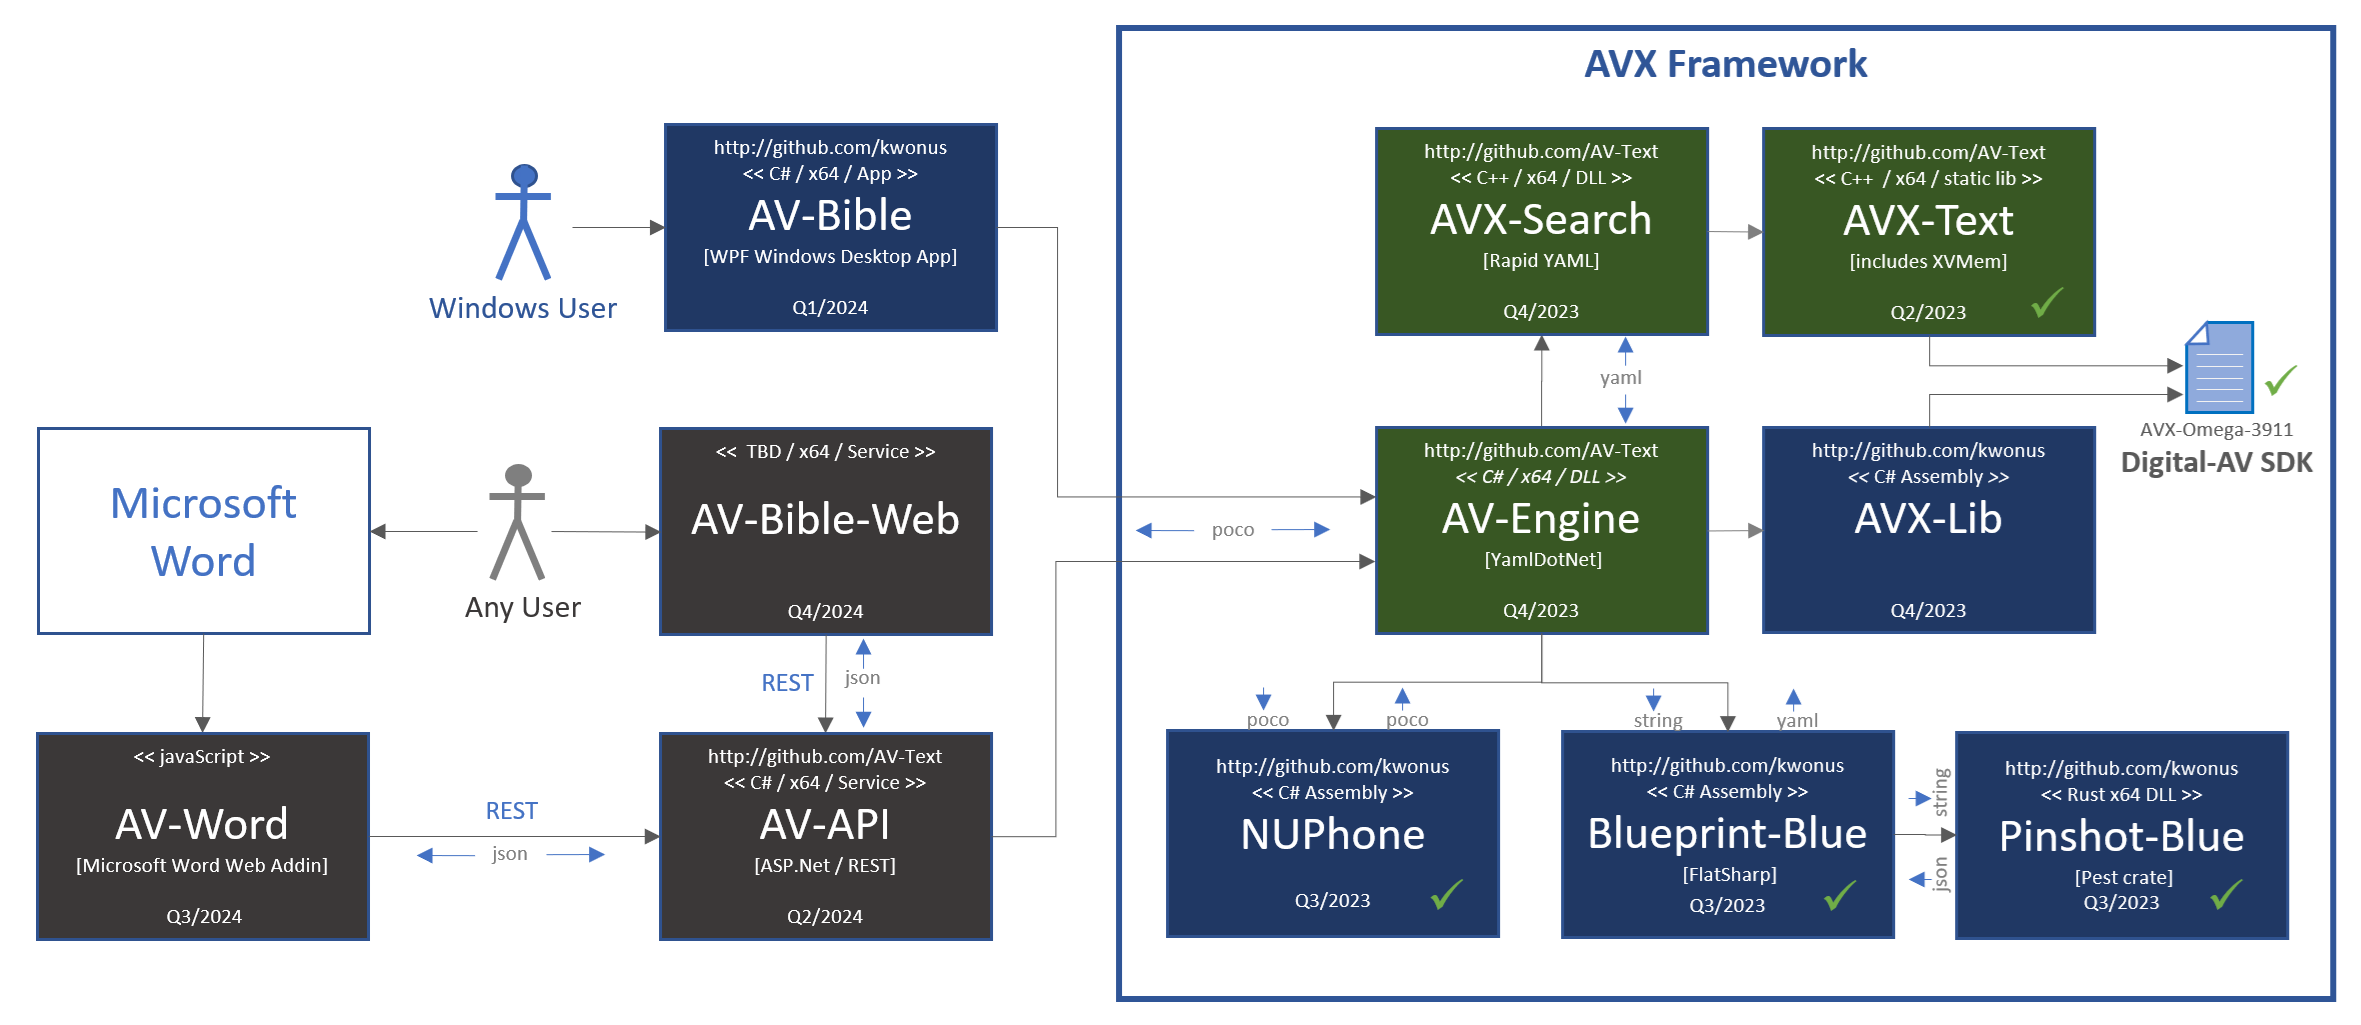 AVX Framework
http://github.com/kwonus
<< C# / x64 / App >>
AV-Bible
[WPF Windows Desktop App]
Q1/2024
Windows User
http://github.com/AV-Text
<< C++ / x64 / DLL >>
AVX-Search
[Rapid YAML]
Q4/2023
http://github.com/AV-Text
<< C++  / x64 / static lib >>
AVX-Text
[includes XVMem]
Q2/2023
yaml
AVX-Omega-3911
Digital-AV SDK
Microsoft
Word
Any User
<<  TBD / x64 / Service >>
AV-Bible-Web
Q4/2024
poco
http://github.com/AV-Text
<< C# / x64 / DLL >>
AV-Engine
[YamlDotNet]
Q4/2023
http://github.com/kwonus
<< C# Assembly >>
AVX-Lib
Q4/2023
REST
json
poco
poco
string
yaml
<< javaScript >>
AV-Word
[Microsoft Word Web Addin]
Q3/2024
REST
json
http://github.com/AV-Text
<< C# / x64 / Service >>
AV-API
[ASP.Net / REST]
Q2/2024
http://github.com/kwonus
<< C# Assembly >>
NUPhone
Q3/2023
http://github.com/kwonus
<< C# Assembly >>
Blueprint-Blue
[FlatSharp]
Q3/2023
string
json
http://github.com/kwonus
<< Rust x64 DLL >>
Pinshot-Blue
[Pest crate]
Q3/2023